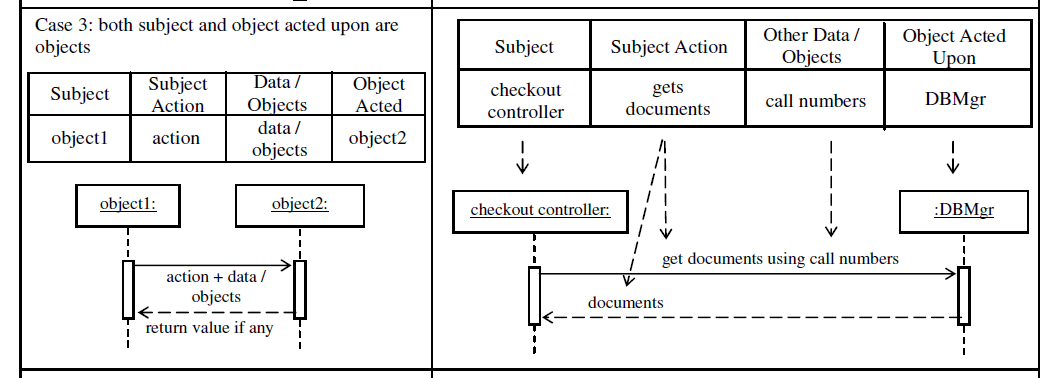 Case 3: both subject and object acted upon are
objects
Subject
Subject
Action
Data /
Objects
Object
Acted
object1
action
data /
objects
object2
object1:
object2:
action + data /
objects
return value if any
Subject
Subject Action
Other Data /
Objects
Object Acted
Upon
checkout
controller
gets
documents
call numbers
DBMgr
checkout controller:
:DBMgr
get documents using call numbers
documents